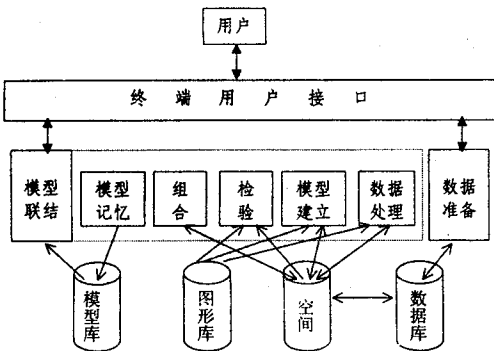 用户
终端用户接口
模型
联结
模型
记忆
组
合
检
验
模型
建立
数据
处理
数据
准备
模型库
图形库
空间
数据库